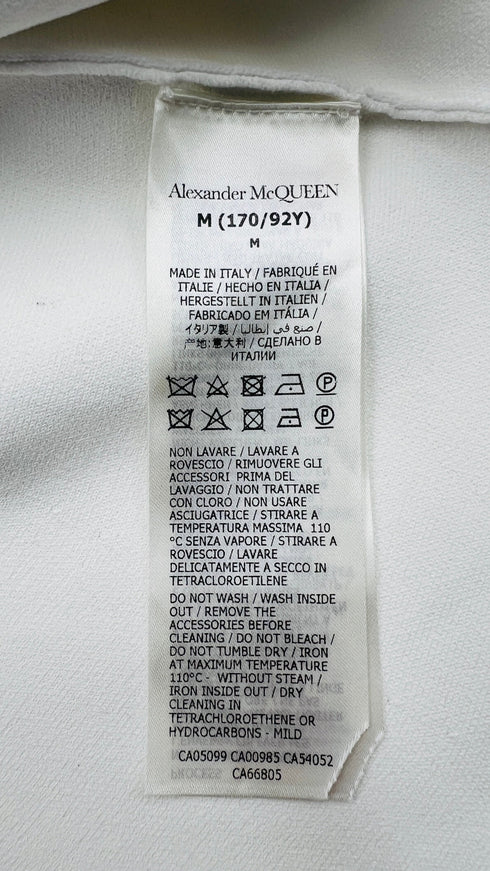 Alexander McQUEEN
M (170/92Y)
M
MADE IN ITALY / FABRIQUÉ EN
ITALIE / HECHO EN ITALIA /
HERGESTELLT IN ITALIEN /
FABRICADO EM ITÁLIA /
イタリア製 / صنع في إيطاليا /
产地:意大利 / СДЕЛАНО В
ИТАЛИИ
NON LAVARE / LAVARE A
ROVESCIO / RIMUOVERE GLI
ACCESSORI PRIMA DEL
LAVAGGIO / NON TRATTARE
CON CLORO / NON USARE
ASCIUGATRICE / STIRARE A
TEMPERATURA MASSIMA 110
°C SENZA VAPORE / STIRARE A
ROVESCIO / LAVARE
DELICATAMENTE A SECCO IN
TETRACLOROETILENE
DO NOT WASH / WASH INSIDE
OUT / REMOVE THE
ACCESSORIES BEFORE
CLEANING / DO NOT BLEACH /
DO NOT TUMBLE DRY / IRON
AT MAXIMUM TEMPERATURE
110°C - WITHOUT STEAM /
IRON INSIDE OUT / DRY
CLEANING IN
TETRACHLOROETHENE OR
HYDROCARBONS - MILD
CA05099 CA00985 CA54052
CA66805